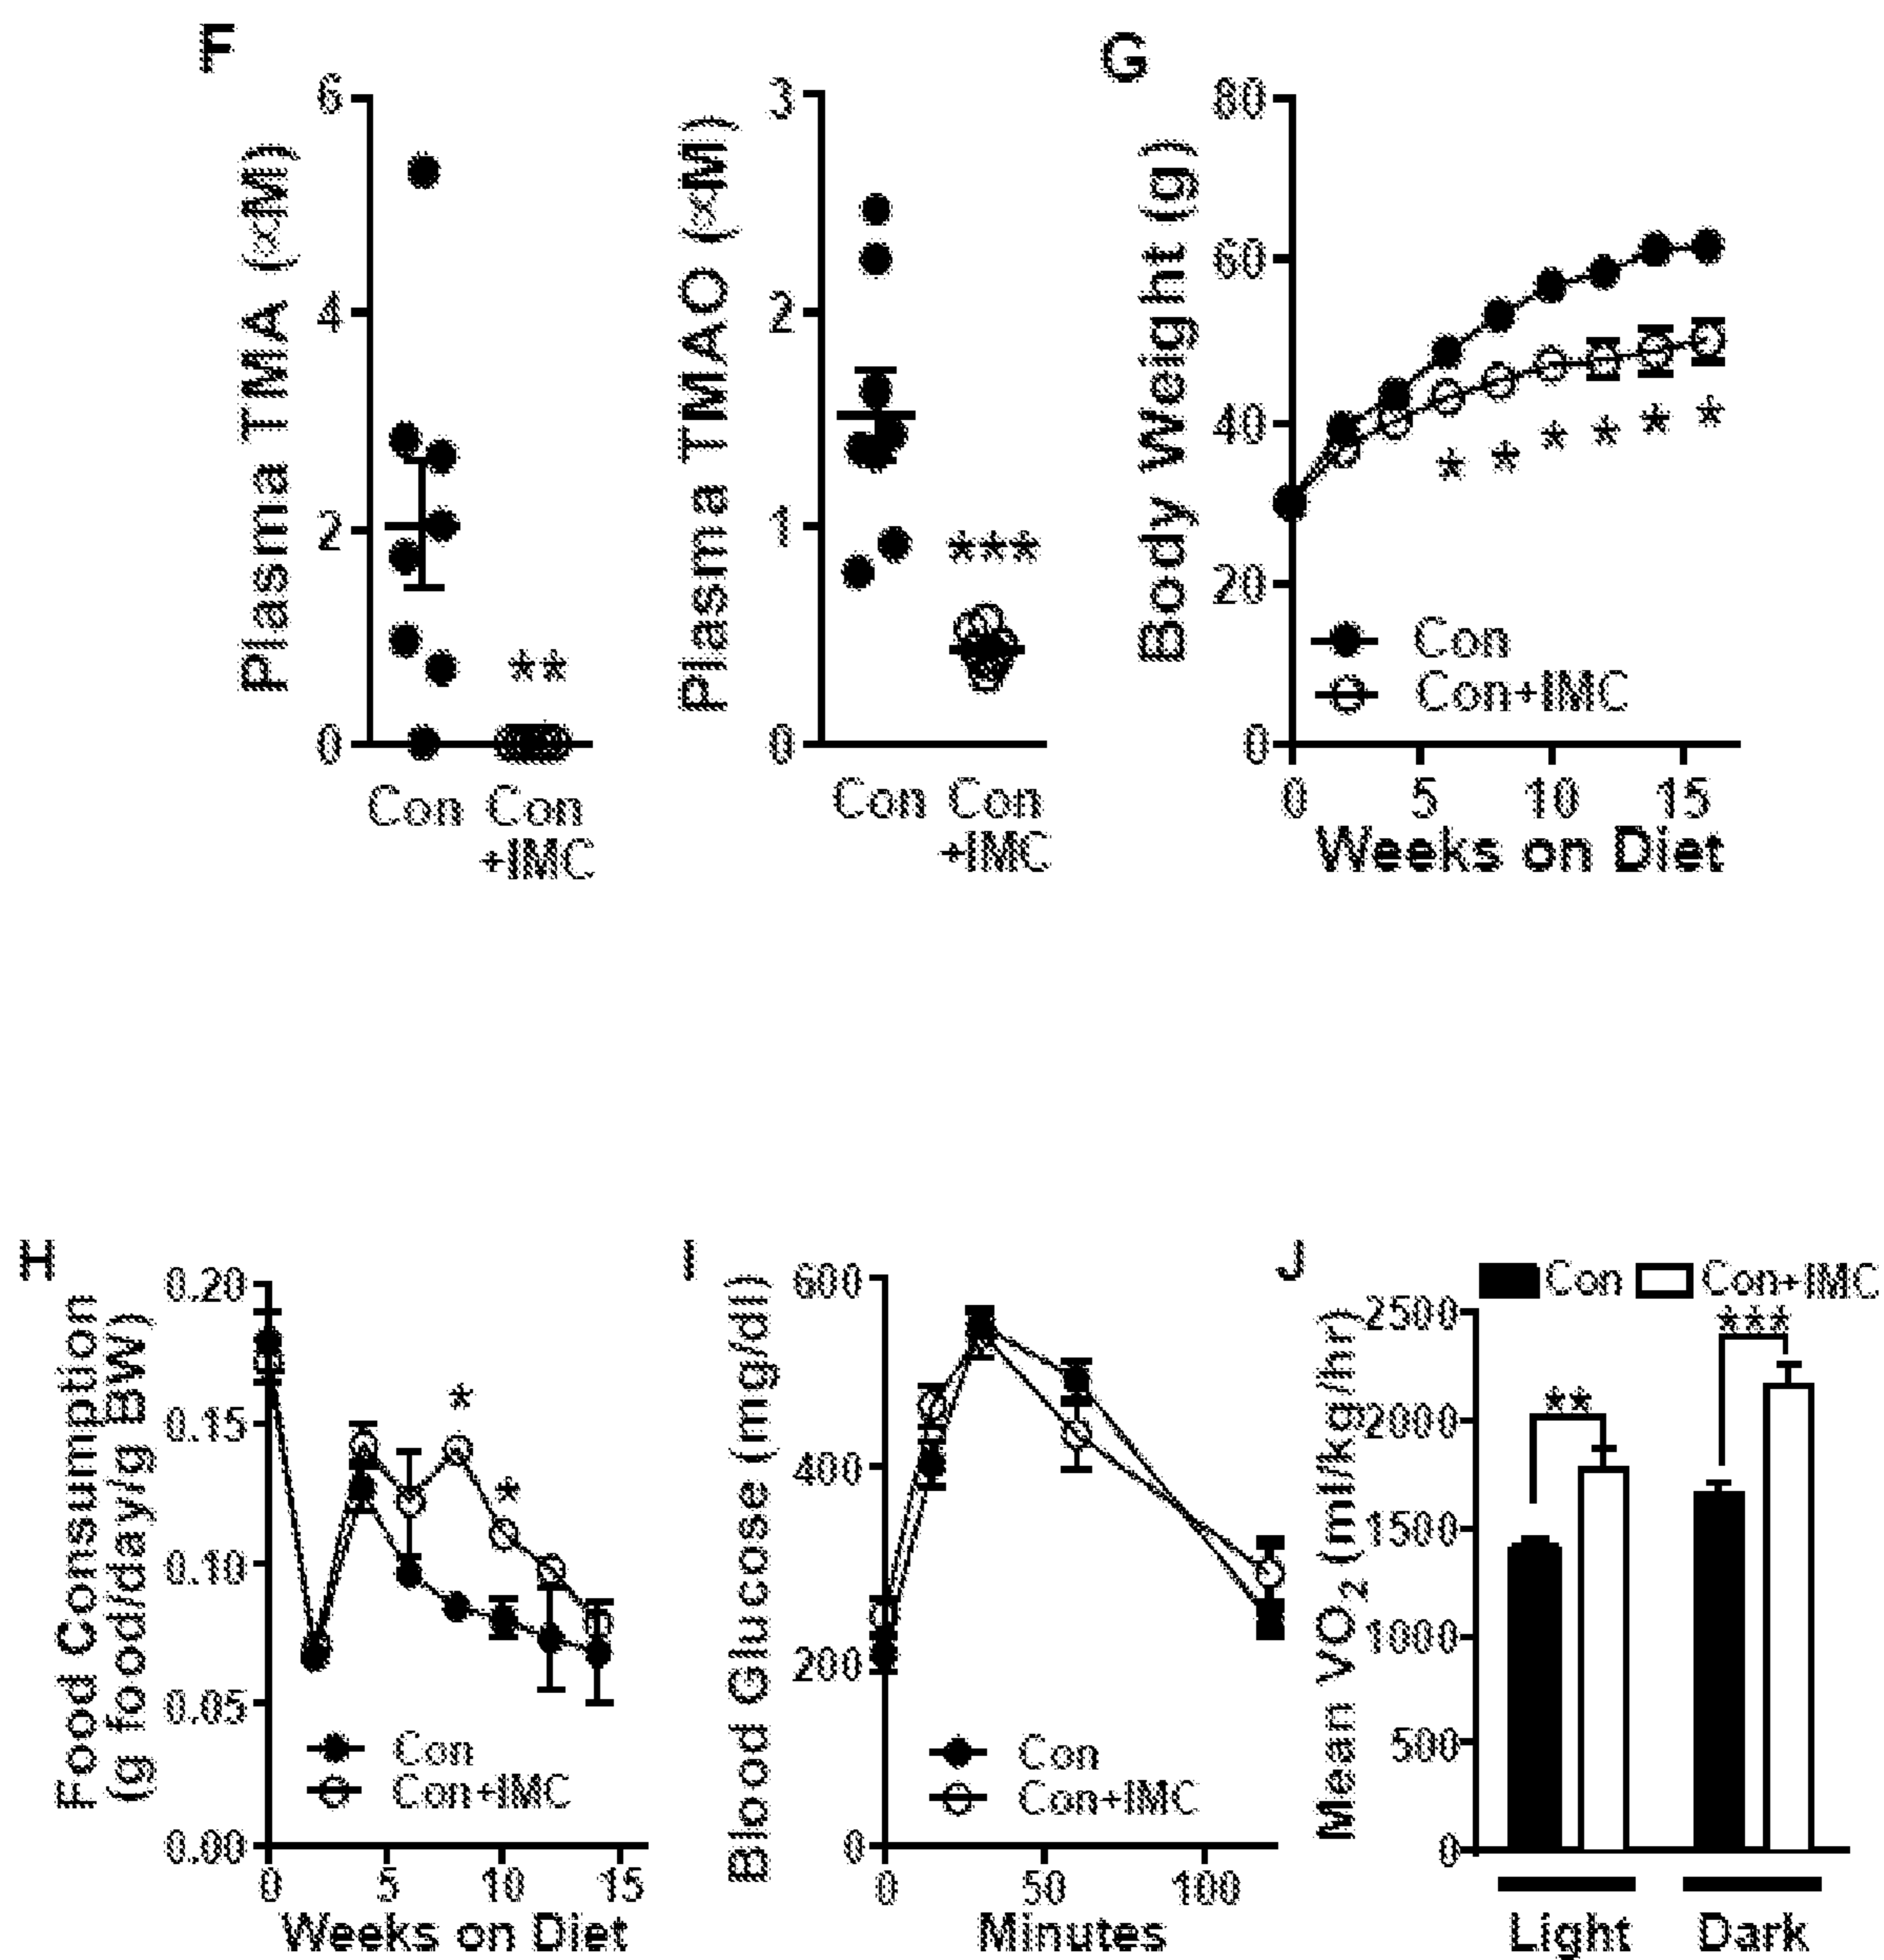 F
Plasma TMA (∝M)
6
4
2
0
**
Con Con
+IMC
Plasma TMAO (∝M)
3
2
1
0
***
Con Con
+IMC
G
Body Weight (g)
80
60
40
20
0
* * * * * *
Con
Con+IMC
0 5 10 15
Weeks on Diet
H
Food Consumption
(g food/day/g BW)
0.20
0.15
0.10
0.05
0.00
*
*
Con
Con+IMC
0 5 10 15
Weeks on Diet
I
Blood Glucose (mg/dl)
600
400
200
0
Con
Con+IMC
0 50 100
Minutes
J
Con Con+IMC
Mean VO₂ (ml/kg/hr)
2500
2000
1500
1000
500
0
**
***
Light Dark